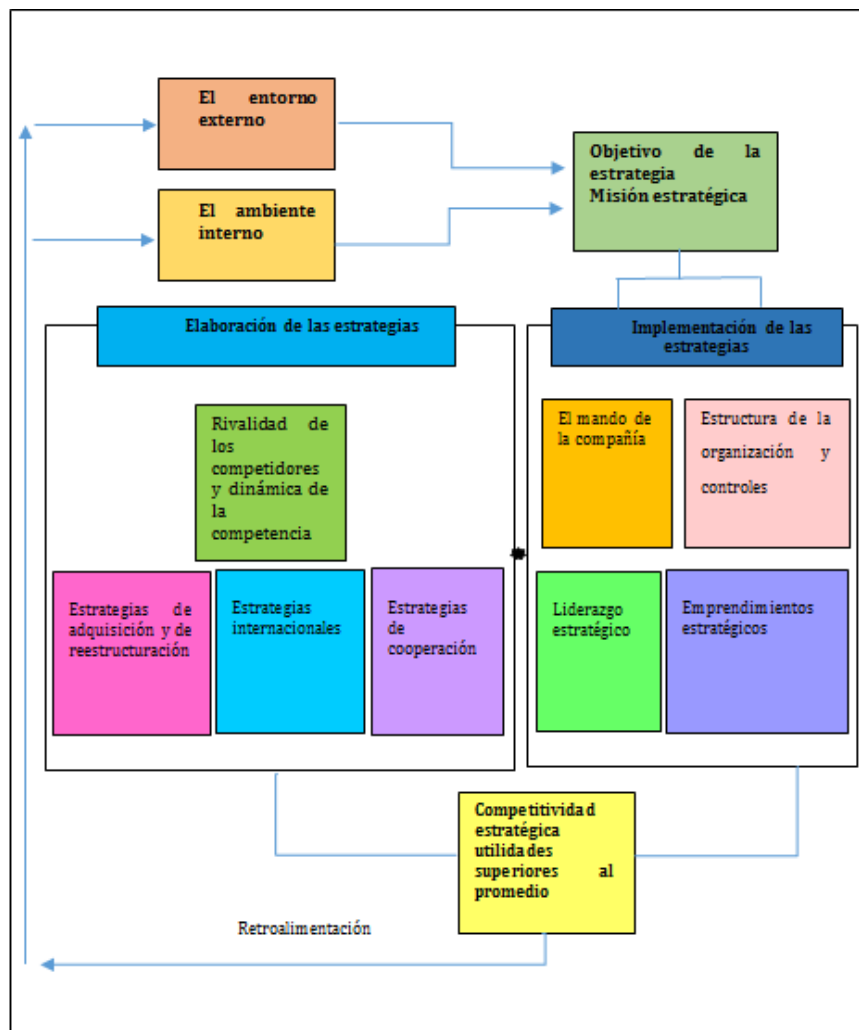 El entorno
externo
El ambiente
interno
Objetivo de la
estrategia
Misión estratégica
Elaboración de las estrategias
Implementación de las
estrategias
Rivalidad de
los
competidores
y dinámica de
la
competencia
Estrategias de
adquisición y de
reestructuración
Estrategias
internacionales
Estrategias
de
cooperación
El mando de
la compañía
Estructura de la
organización y
controles
Liderazgo
estratégico
Emprendimientos
estratégicos
Competitividad
estratégica
utilidades
superiores al
promedio
Retroalimentación